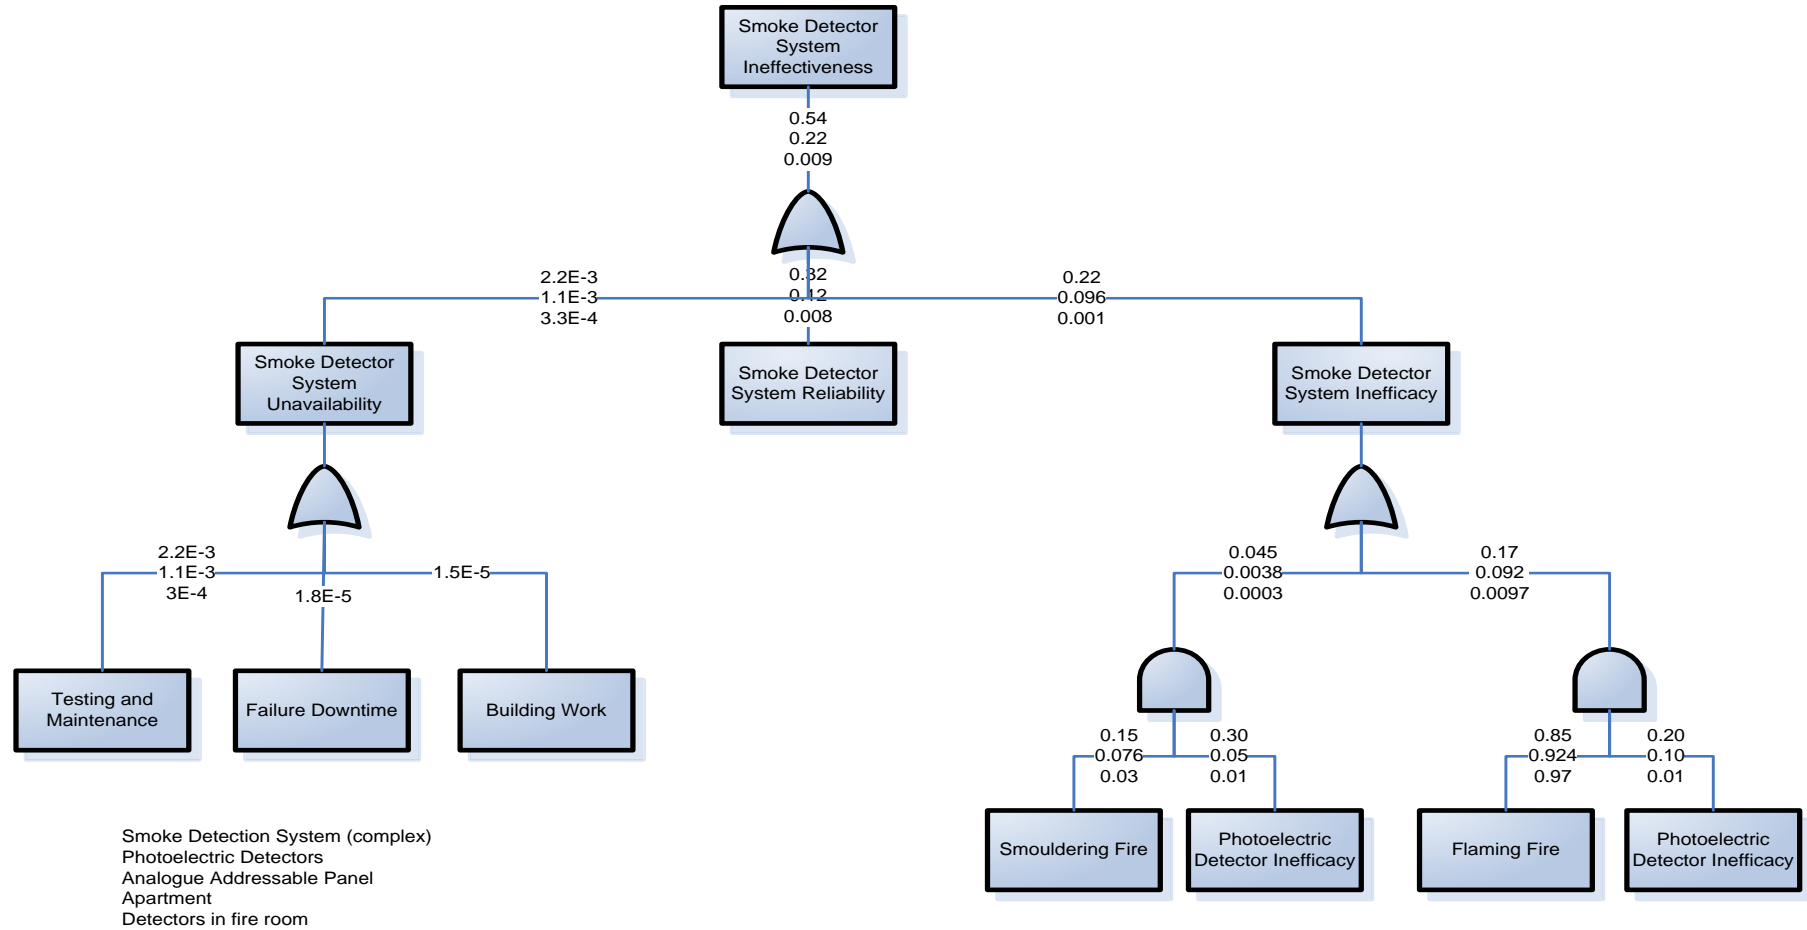 Smoke Detector
System
Ineffectiveness
0.54
0.22
0.009
2.2E-3
1.1E-3
3.3E-4
0.32
0.12
0.008
0.22
0.096
0.001
Smoke Detector
System
Unavailability
Smoke Detector
System Reliability
Smoke Detector
System Inefficacy
2.2E-3
1.1E-3
3E-4
1.8E-5
1.5E-5
0.045
0.0038
0.0003
0.17
0.092
0.0097
Testing and
Maintenance
Failure Downtime
Building Work
0.15
0.076
0.03
0.30
0.05
0.01
0.85
0.924
0.97
0.20
0.10
0.01
Smouldering Fire
Photoelectric
Detector Inefficacy
Flaming Fire
Photoelectric
Detector Inefficacy
Smoke Detection System (complex)
Photoelectric Detectors
Analogue Addressable Panel
Apartment
Detectors in fire room